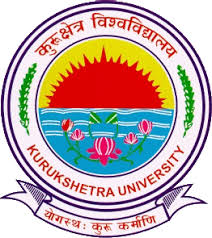 कुरुक्षेत्र विश्वविद्यालय
KURUKSHETRA UNIVERSITY
योगस्थः कुरु कर्माणि